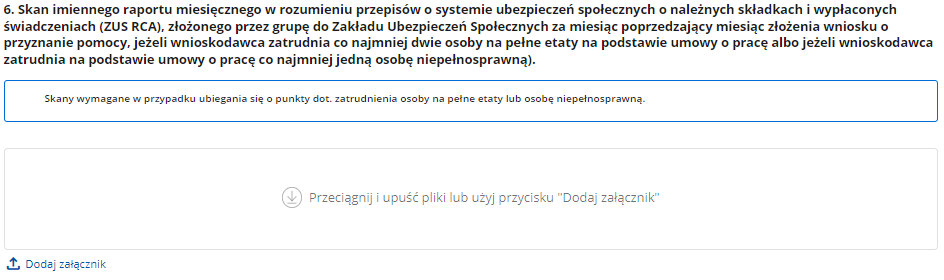 6. Skan imiennego raportu miesięcznego w rozumieniu przepisów o systemie ubezpieczeń społecznych o należnych składkach i wypłaconych
świadczeniach (ZUS RCA), złożonego przez grupę do Zakładu Ubezpieczeń Społecznych za miesiąc poprzedzający miesiąc złożenia wniosku o
przyznanie pomocy, jeżeli wnioskodawca zatrudnia co najmniej dwie osoby na pełne etaty na podstawie umowy o pracę albo jeżeli wnioskodawca
zatrudnia na podstawie umowy o pracę co najmniej jedną osobę niepełnosprawną).
Skany wymagane w przypadku ubiegania się o punkty dot. zatrudnienia osoby na pełne etaty lub osobę niepełnosprawną.
Przeciągnij i upuść pliki lub użyj przycisku "Dodaj załącznik"
Dodaj załącznik